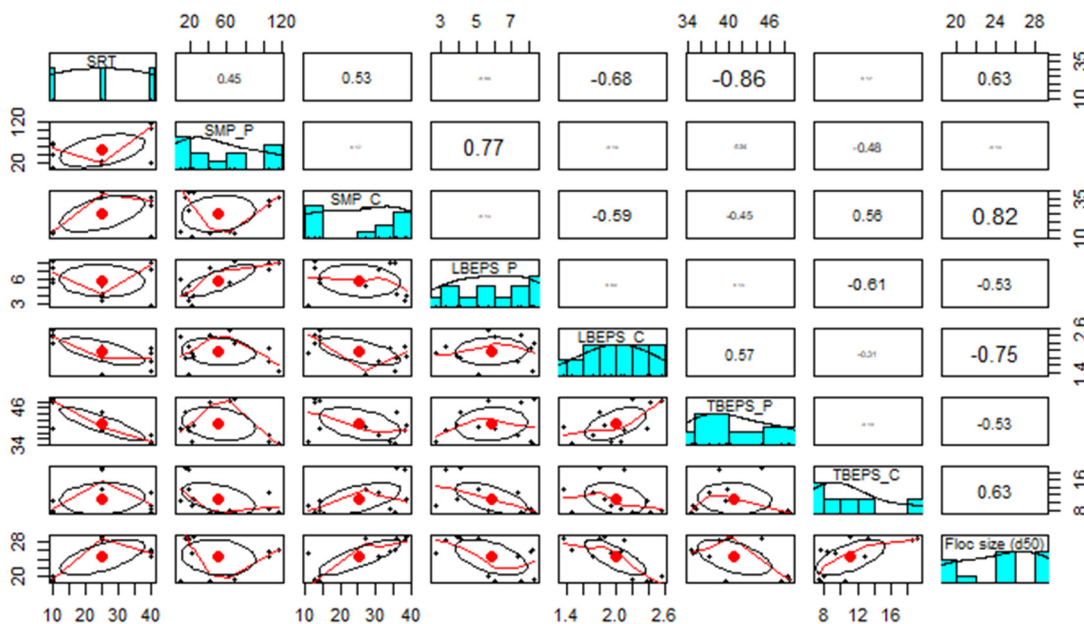 20 60 120 3 5 7 34 40 46 20 24 28
SRT 0.45 0.53 -0.68 -0.86 0.63 10 35
20 120 SMP_P 0.77 -0.48
SMP_C -0.59 -0.45 0.56 0.82 10 35
3 6 LBEPS_P -0.61 -0.53
LBEPS_C 0.57 -0.31 -0.75 1.4 2.6
34 46 TBEPS_P -0.53
TBEPS_C 0.63 8 16
20 28 Floc size (d50)
10 20 30 40 10 20 30 40 1.4 2.0 2.6 8 12 16